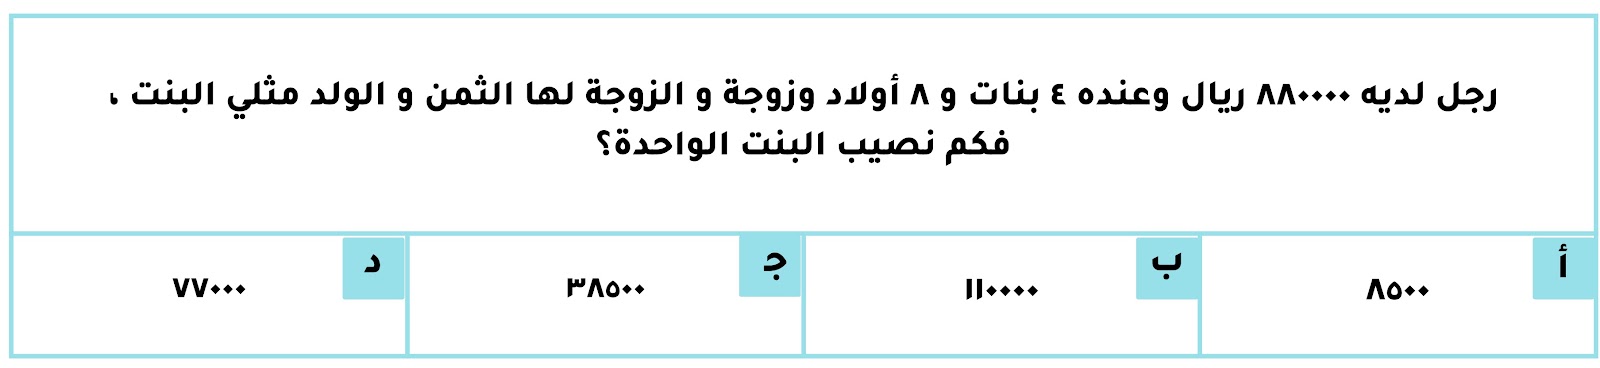 رجل لديه ٨٨٠٠٠٠ ريال وعنده ٤ بنات و ٨ أولاد وزوجة و الزوجة لها الثمن و الولد مثلي البنت ،
فكم نصيب البنت الواحدة؟
أ
٨٥٠٠
ب
١١٠٠٠٠
ج
٣٨٥٠٠
د
٧٧٠٠٠